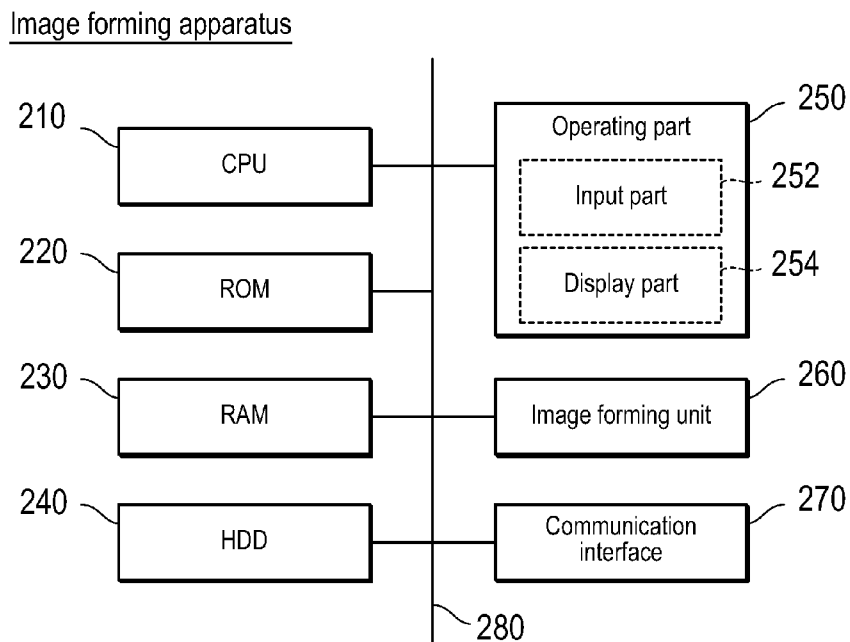 Image forming apparatus
210
CPU
220
ROM
230
RAM
240
HDD
250
Operating part
252
Input part
254
Display part
260
Image forming unit
270
Communication
interface
280